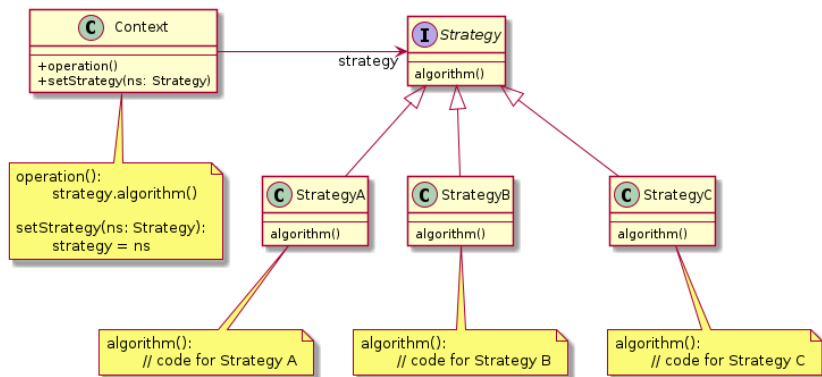 C Context
+operation()
+setStrategy(ns: Strategy)
strategy
I Strategy
algorithm()
operation():
strategy.algorithm()
setStrategy(ns: Strategy):
strategy = ns
C StrategyA
algorithm()
C StrategyB
algorithm()
C StrategyC
algorithm()
algorithm():
// code for Strategy A
algorithm():
// code for Strategy B
algorithm():
// code for Strategy C